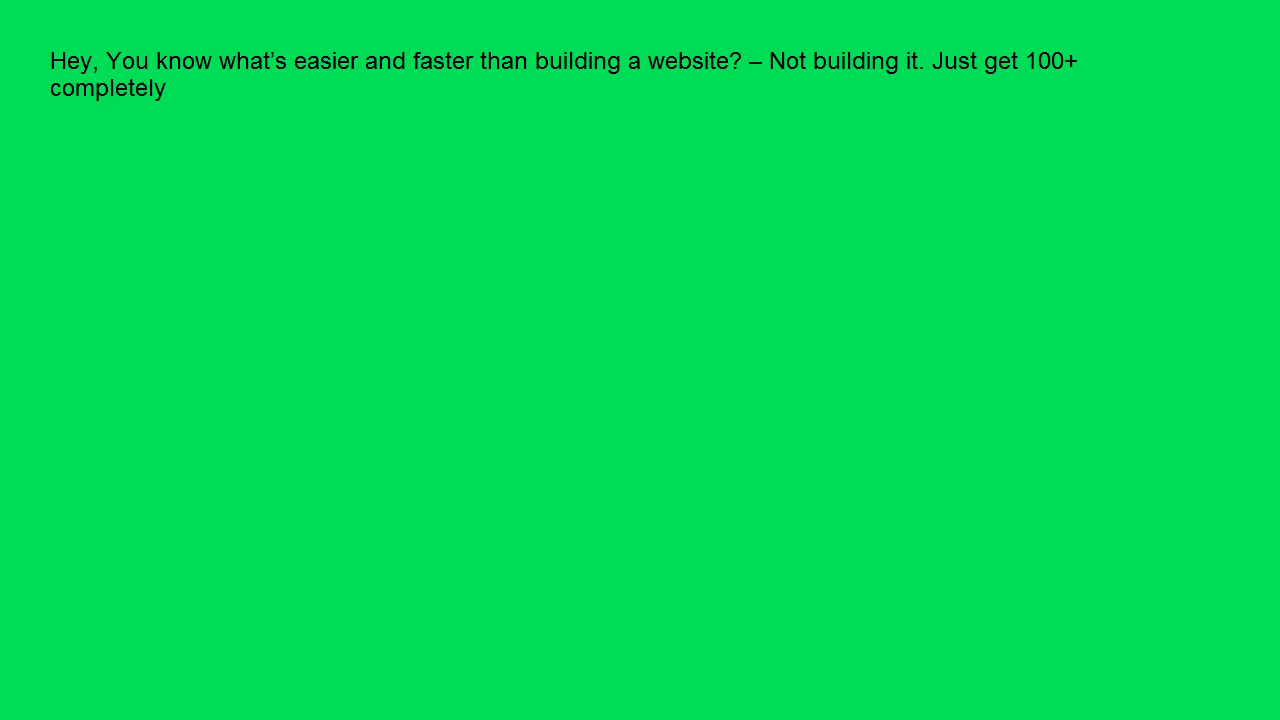 Hey, You know what’s easier and faster than building a website? – Not building it. Just get 100+
completely